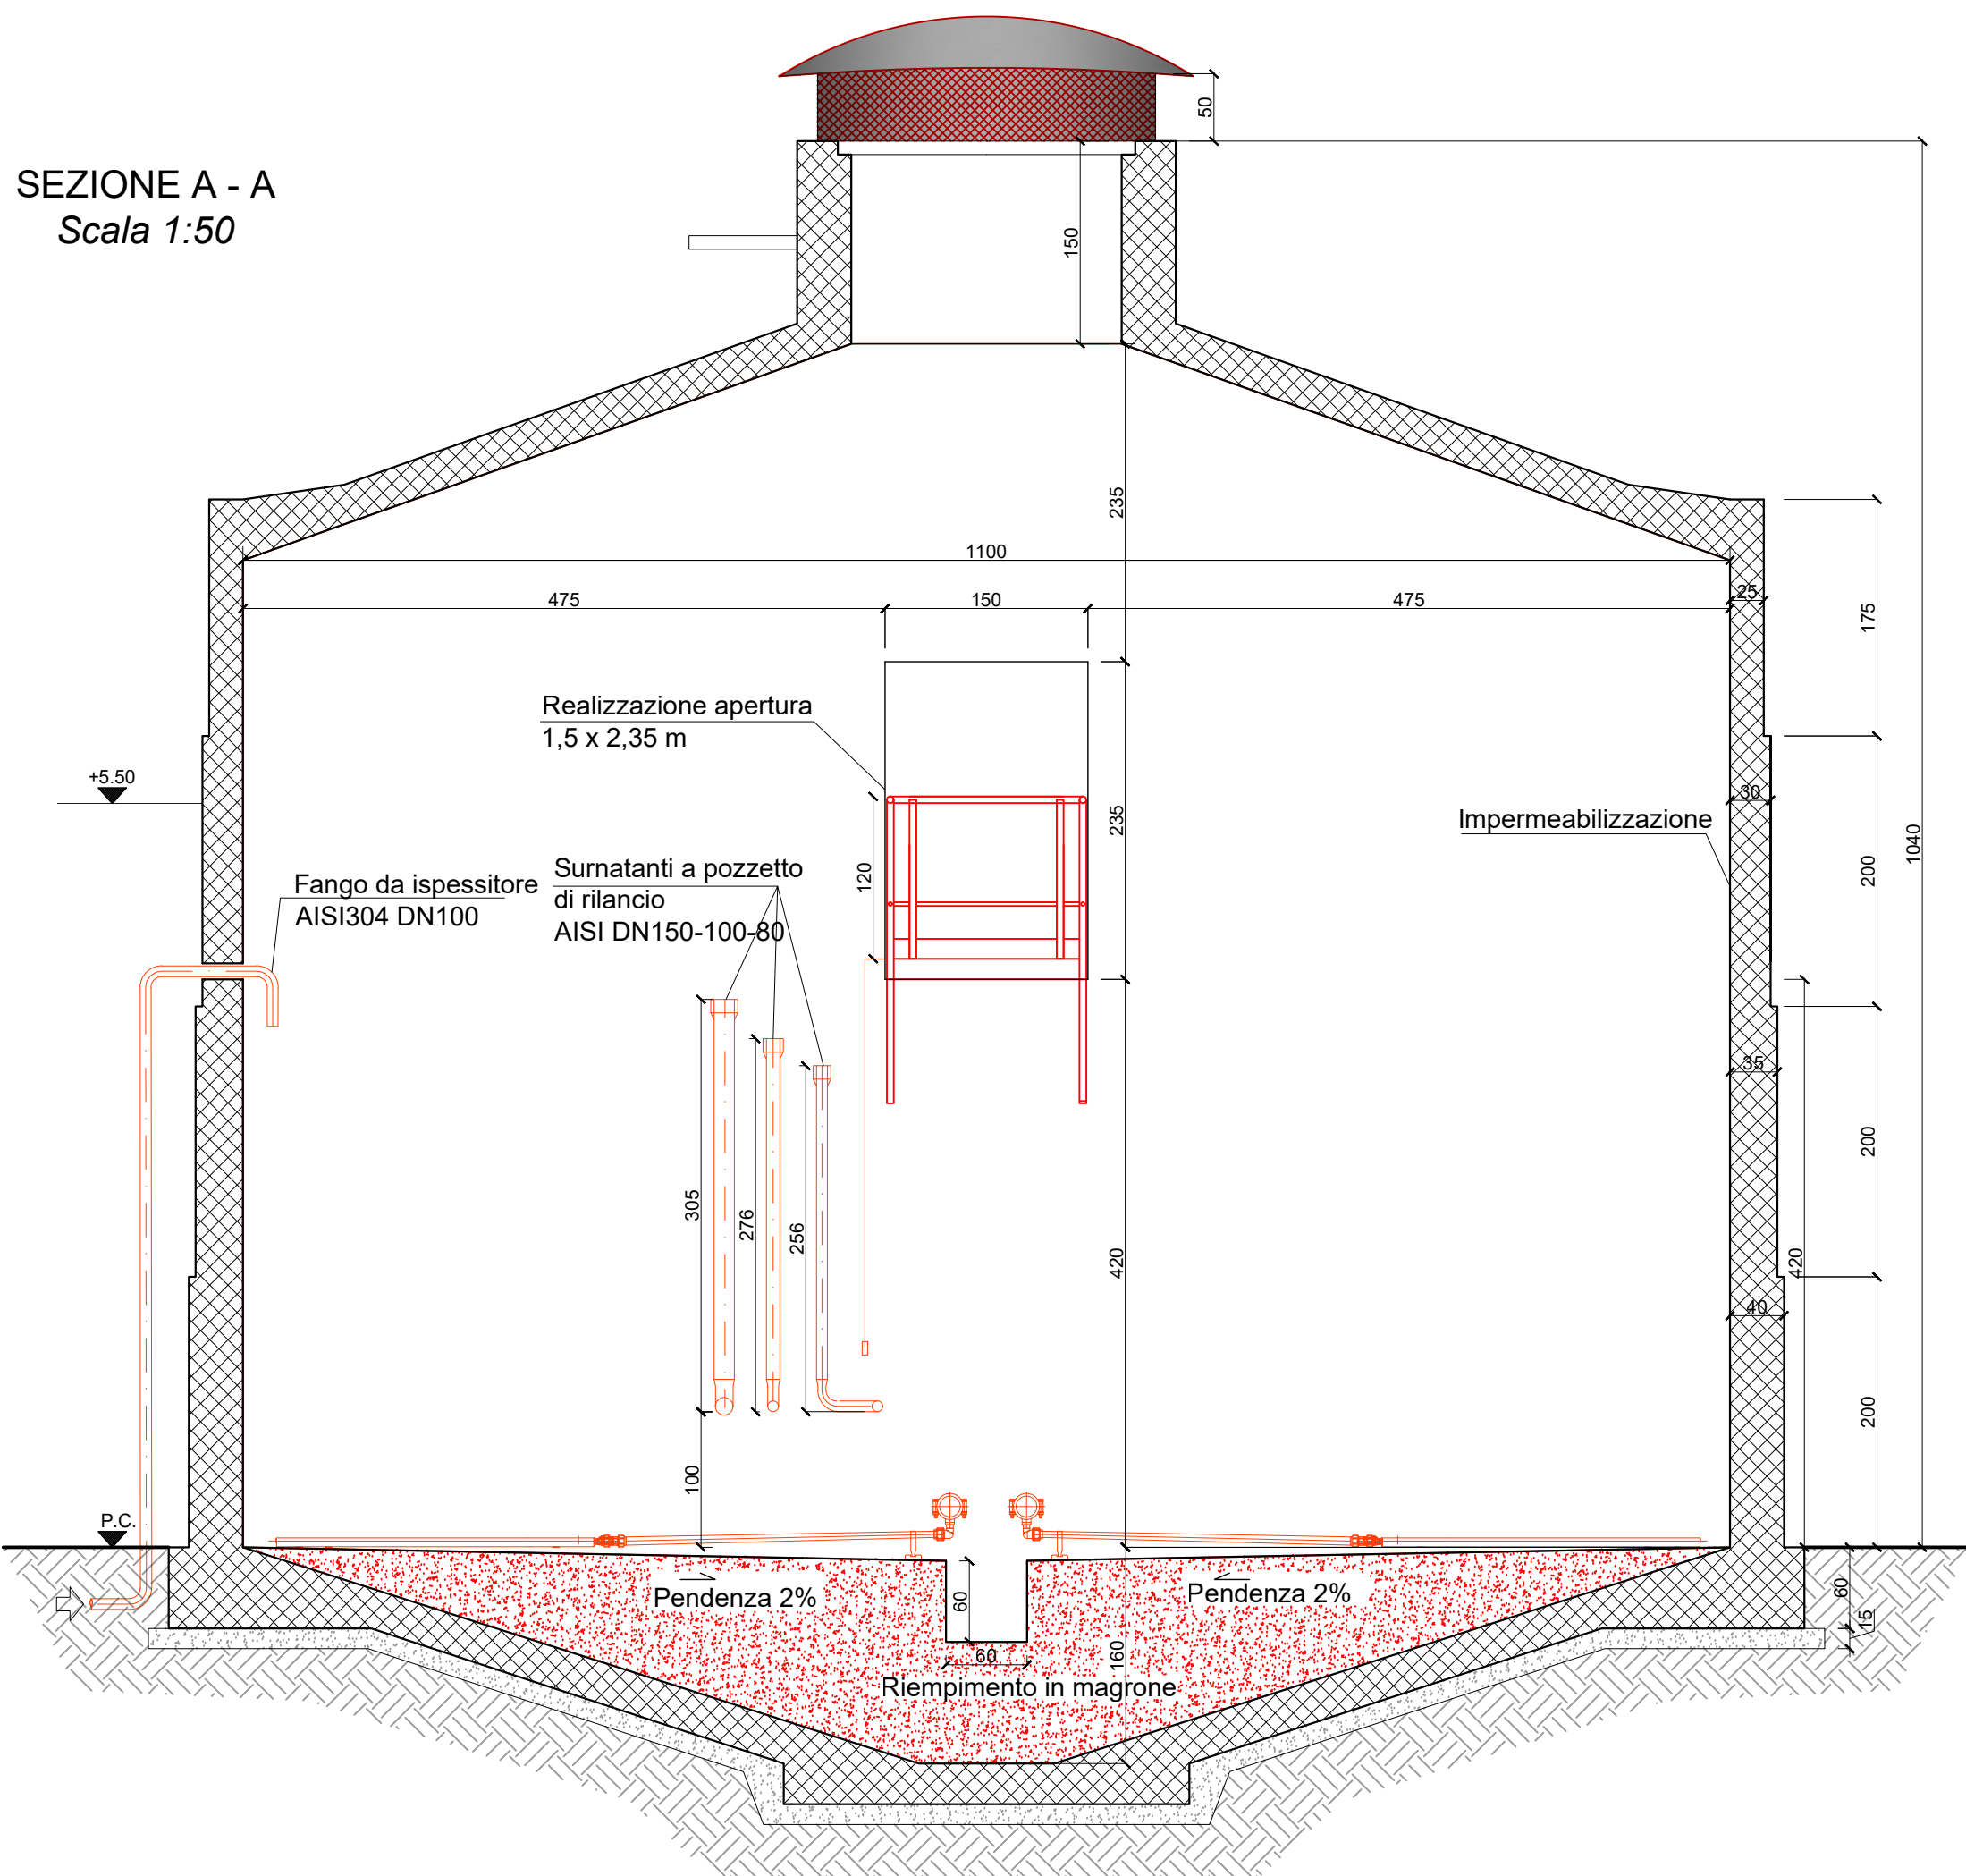 SEZIONE A - A
Scala 1:50
50
150
235
1100
475
150
475
25
175
Realizzazione apertura
1,5 x 2,35 m
+5.50
30
Impermeabilizzazione
235
1040
120
200
Surnatanti a pozzetto
di rilancio
AISI DN150-100-80
Fango da ispessitore
AISI304 DN100
35
200
305
276
256
420
420
40
200
100
P.C.
Pendenza 2%
Pendenza 2%
60
60
15
60
160
Riempimento in magrone